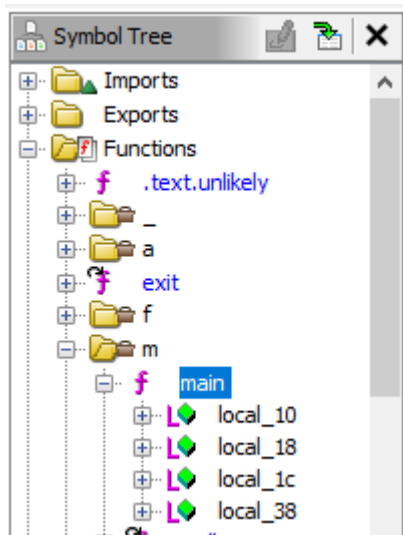 Symbol Tree
Imports
Exports
Functions
.text.unlikely
_
a
exit
f
m
main
local_10
local_18
local_1c
local_38